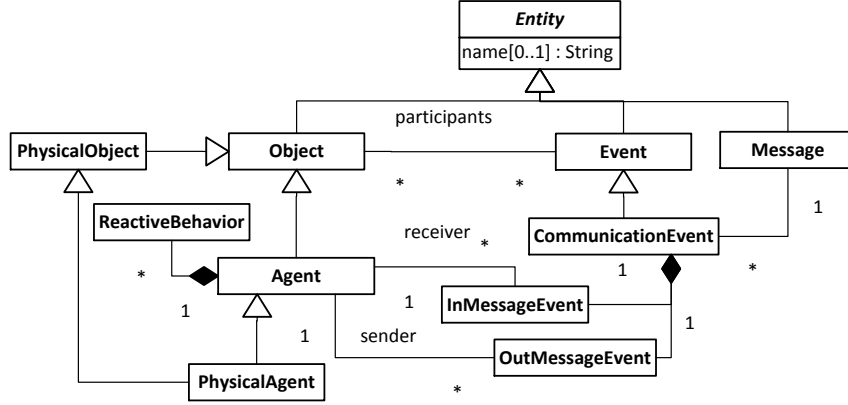 Entity
name[0..1] : String
participants
PhysicalObject
Object
Event
Message
* *
ReactiveBehavior
receiver
*
CommunicationEvent
1
*
Agent
1
*
1
1
InMessageEvent
1
1
sender
OutMessageEvent
PhysicalAgent
*